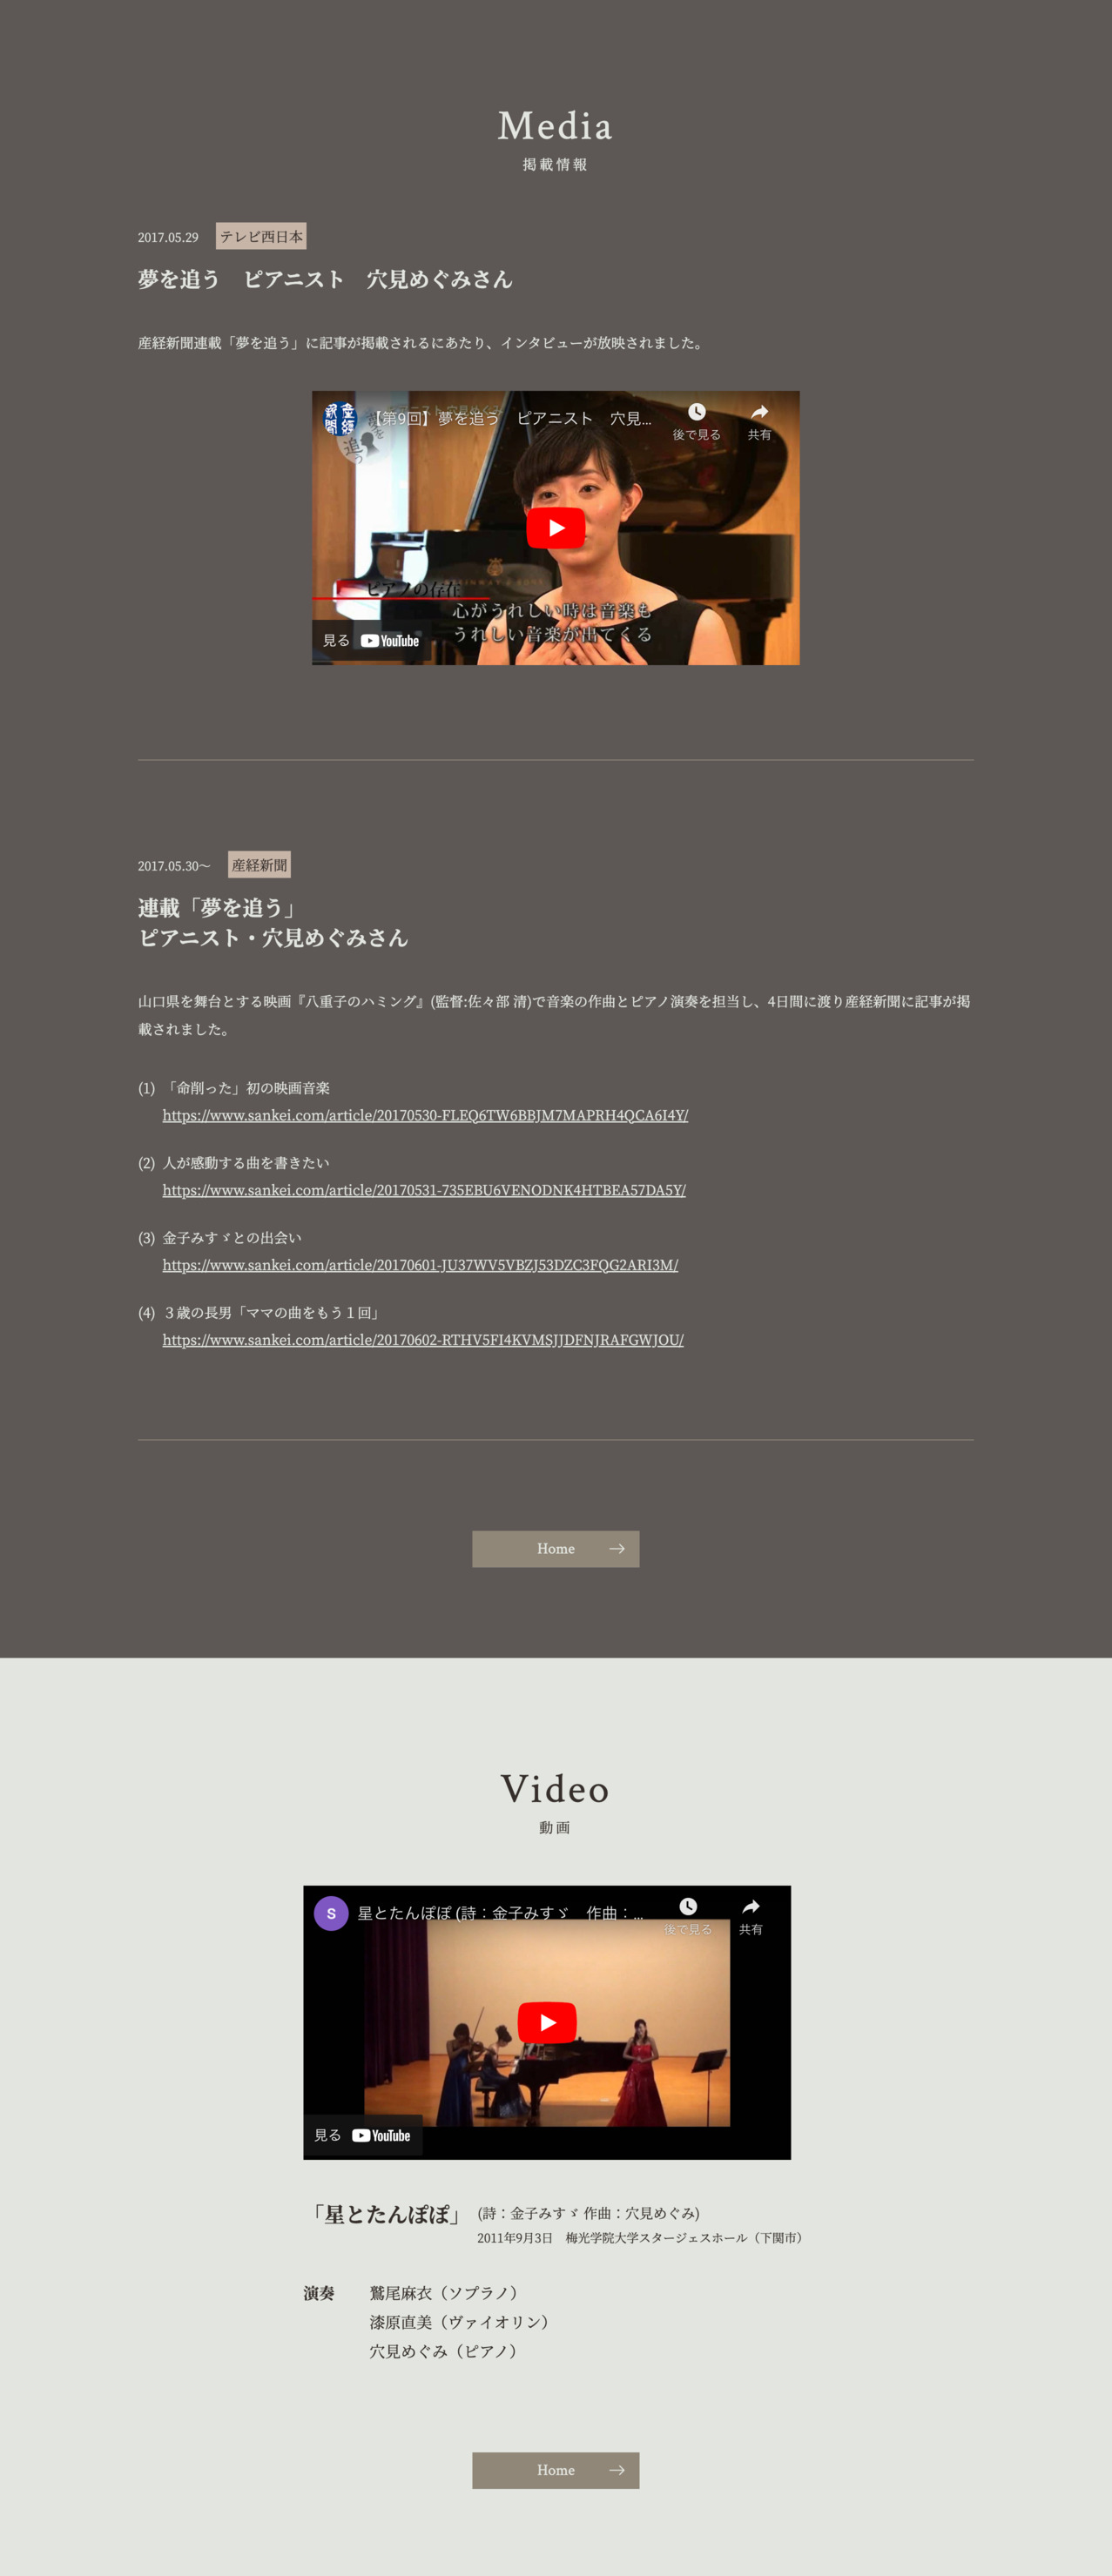 Media
掲載情報
2017.05.29 テレビ西日本
夢を追う　ピアニスト　穴見めぐみさん
産経新聞連載「夢を追う」に記事が掲載されるにあたり、インタビューが放映されました。
産経新聞
【第9回】夢を追う　ピアニスト　穴見...
後で見る 共有
夢を追う
ピアノの存在
心がうれしい時は音楽も
うれしい音楽が出てくる
見る YouTube
2017.05.30〜 産経新聞
連載「夢を追う」
ピアニスト・穴見めぐみさん
山口県を舞台とする映画『八重子のハミング』(監督:佐々部 清)で音楽の作曲とピアノ演奏を担当し、4日間に渡り産経新聞に記事が掲
載されました。
(1) 「命削った」初の映画音楽
https://www.sankei.com/article/20170530-FLEQ6TW6BBJM7MAPRH4QCA6I4Y/
(2) 人が感動する曲を書きたい
https://www.sankei.com/article/20170531-735EBU6VENODNK4HTBEA57DA5Y/
(3) 金子みすゞとの出会い
https://www.sankei.com/article/20170601-JU37WV5VBZJ53DZC3FQG2ARI3M/
(4) ３歳の長男「ママの曲をもう１回」
https://www.sankei.com/article/20170602-RTHV5FI4KVMSJJDFNJRAFGWJOU/
Home →
Video
動画
S 星とたんぽぽ (詩：金子みすゞ　作曲：...
後で見る 共有
見る YouTube
「星とたんぽぽ」 (詩：金子みすゞ 作曲：穴見めぐみ)
2011年9月3日　梅光学院大学スタージェスホール（下関市）
演奏 鷲尾麻衣（ソプラノ）
漆原直美（ヴァイオリン）
穴見めぐみ（ピアノ）
Home →